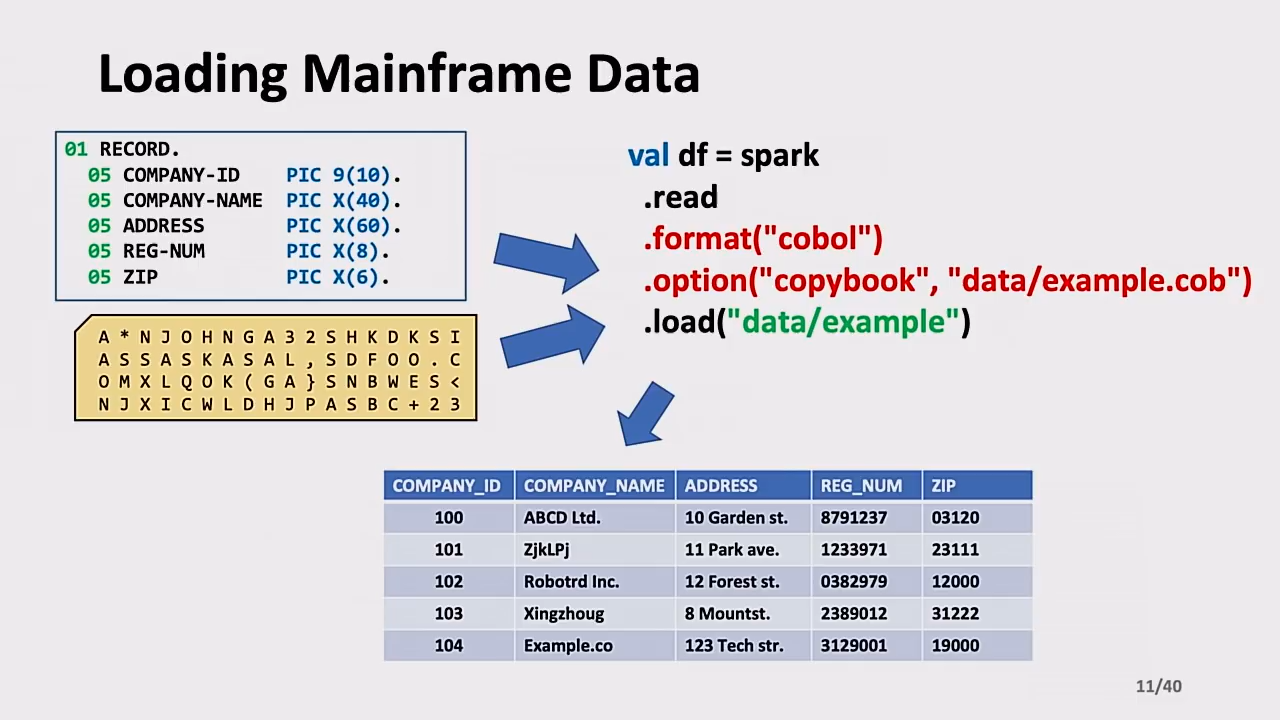 Loading Mainframe Data
01 RECORD.
05 COMPANY-ID PIC 9(10).
05 COMPANY-NAME PIC X(40).
05 ADDRESS PIC X(60).
05 REG-NUM PIC X(8).
05 ZIP PIC X(6).
A * N J O H N G A 3 2 S H K D K S I
A S S A S K A S A L , S D F O O . C
O M X L Q O K ( G A } S N B W E S <
N J X I C W L D H J P A S B C + 2 3
val df = spark
.read
.format("cobol")
.option("copybook", "data/example.cob")
.load("data/example")
COMPANY_ID COMPANY_NAME ADDRESS REG_NUM ZIP
100 ABCD Ltd. 10 Garden st. 8791237 03120
101 ZjkLPj 11 Park ave. 1233971 23111
102 Robotrd Inc. 12 Forest st. 0382979 12000
103 Xingzhoug 8 Mountst. 2389012 31222
104 Example.co 123 Tech str. 3129001 19000
11/40